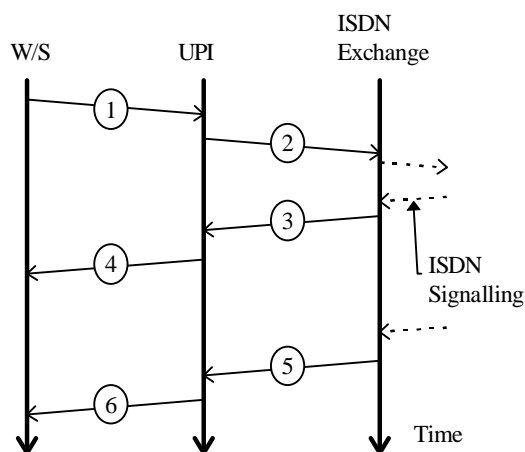 ISDN
W/S
UPI
Exchange
1
2
3
4
ISDN
Signalling
5
6
Time